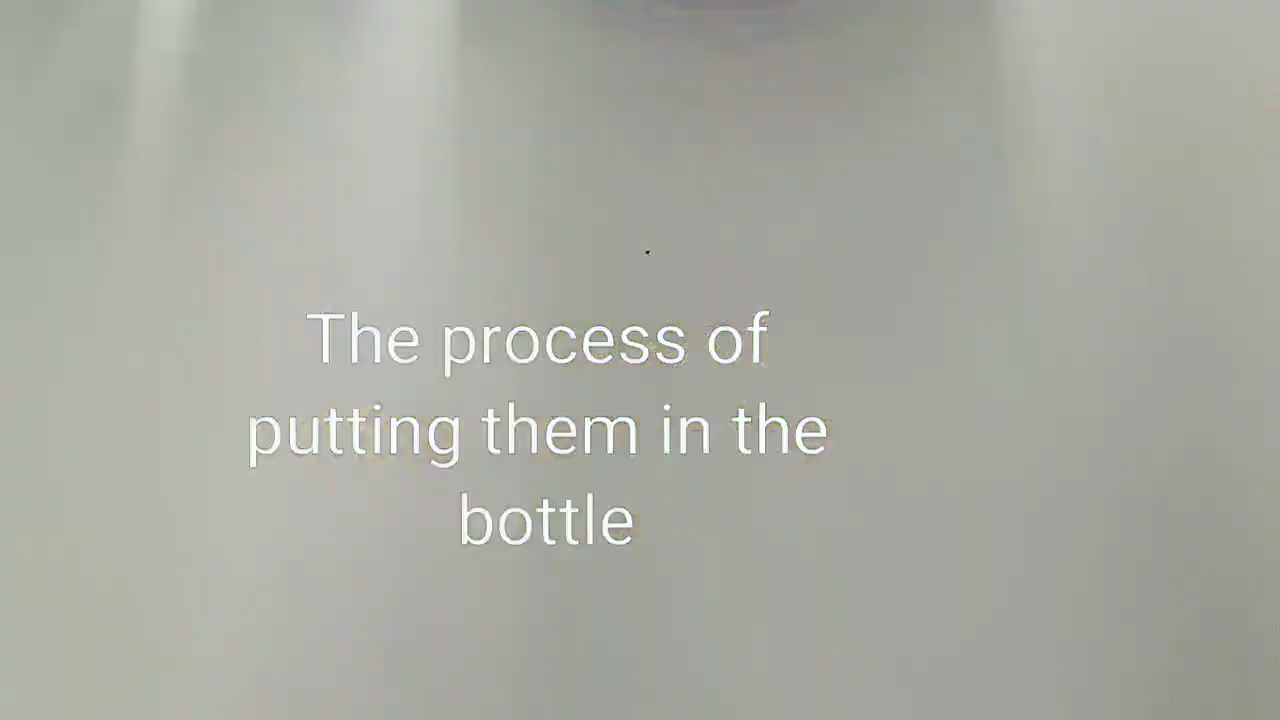 The process of
putting them in the
bottle